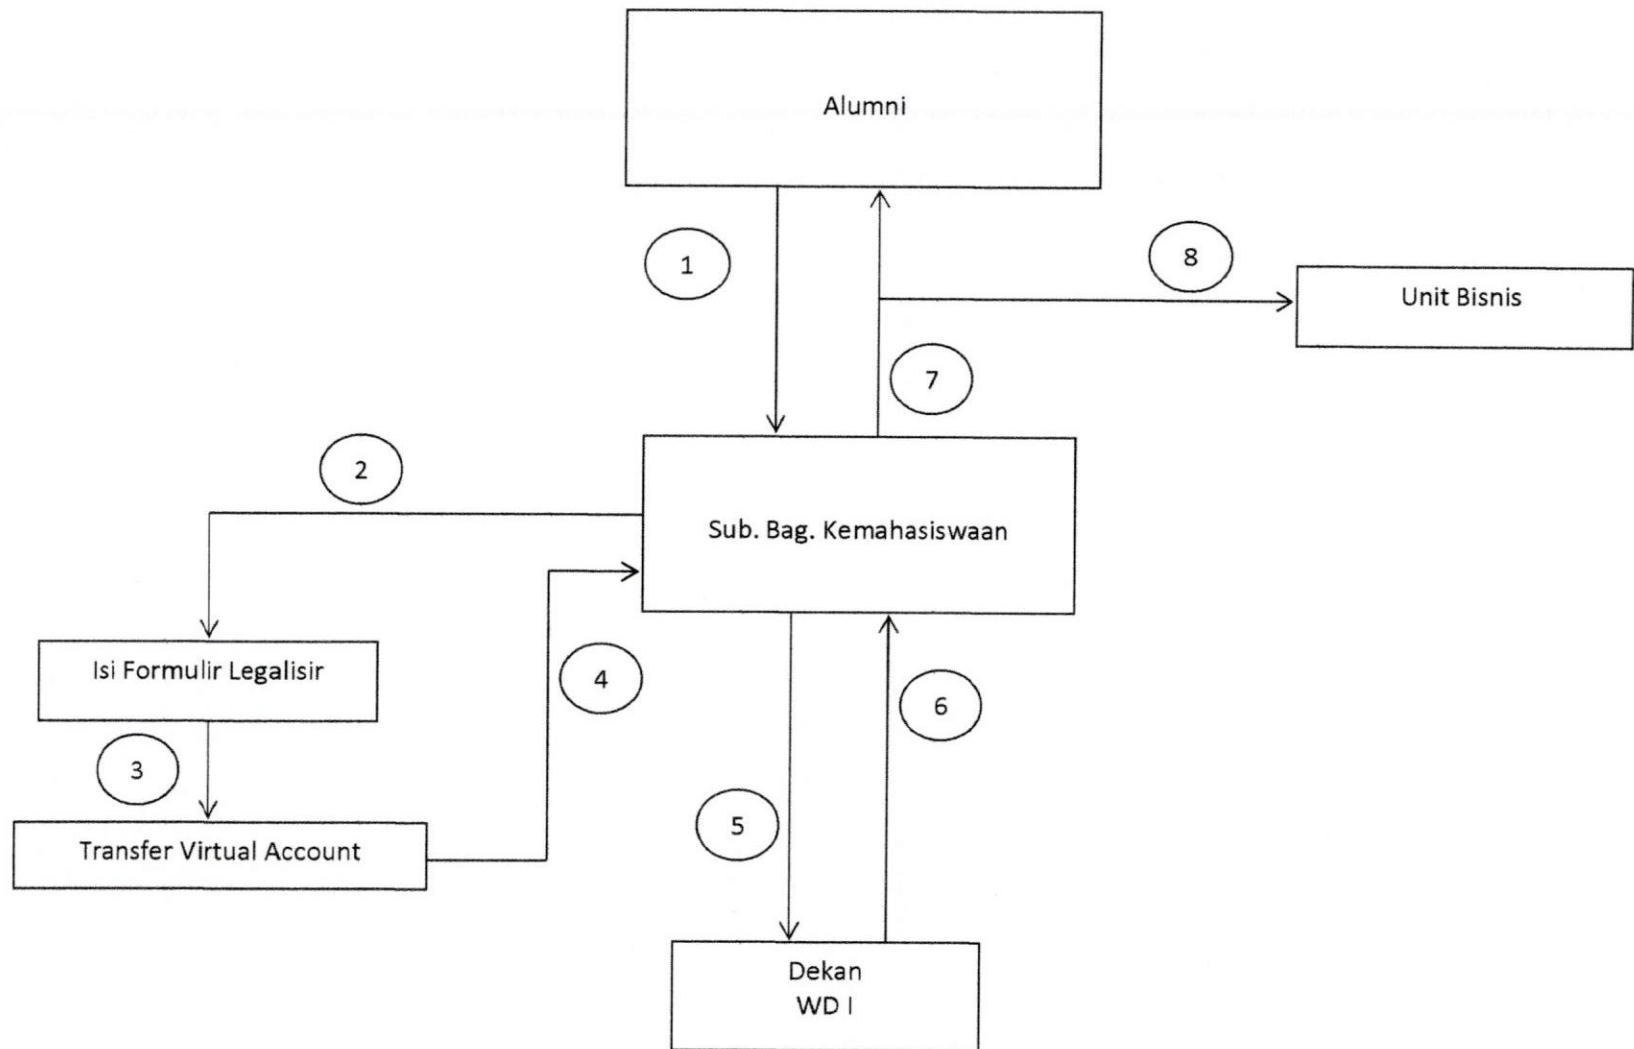 Alumni
1
8
Unit Bisnis
7
2
Sub. Bag. Kemahasiswaan
Isi Formulir Legalisir
4
6
3
5
Transfer Virtual Account
Dekan
WD I